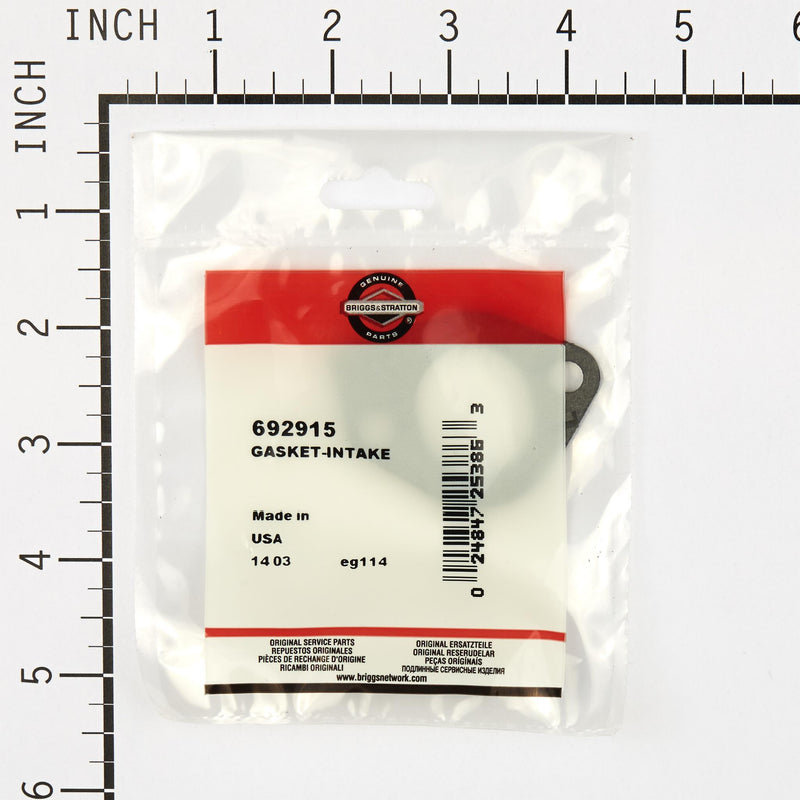 INCH 1 2 3 4 5 6
INCH
1
2
3
4
5
6
GENUINE
BRIGGS&STRATTON
®
PARTS
692915
GASKET-INTAKE
Made in
USA
14 03 eg114
0 24847 25386 3
ORIGINAL SERVICE PARTS
REPUESTOS ORIGINALES
PIÈCES DE RECHANGE D'ORIGINE
RICAMBI ORIGINALI
ORIGINAL ERSATZTEILE
ORIGINAL RESERUDELAR
PEÇAS ORIGINAIS
ПОДЛИННЫЕ СЕРВИСНЫЕ ИЗДЕЛИЯ
www.briggsnetwork.com